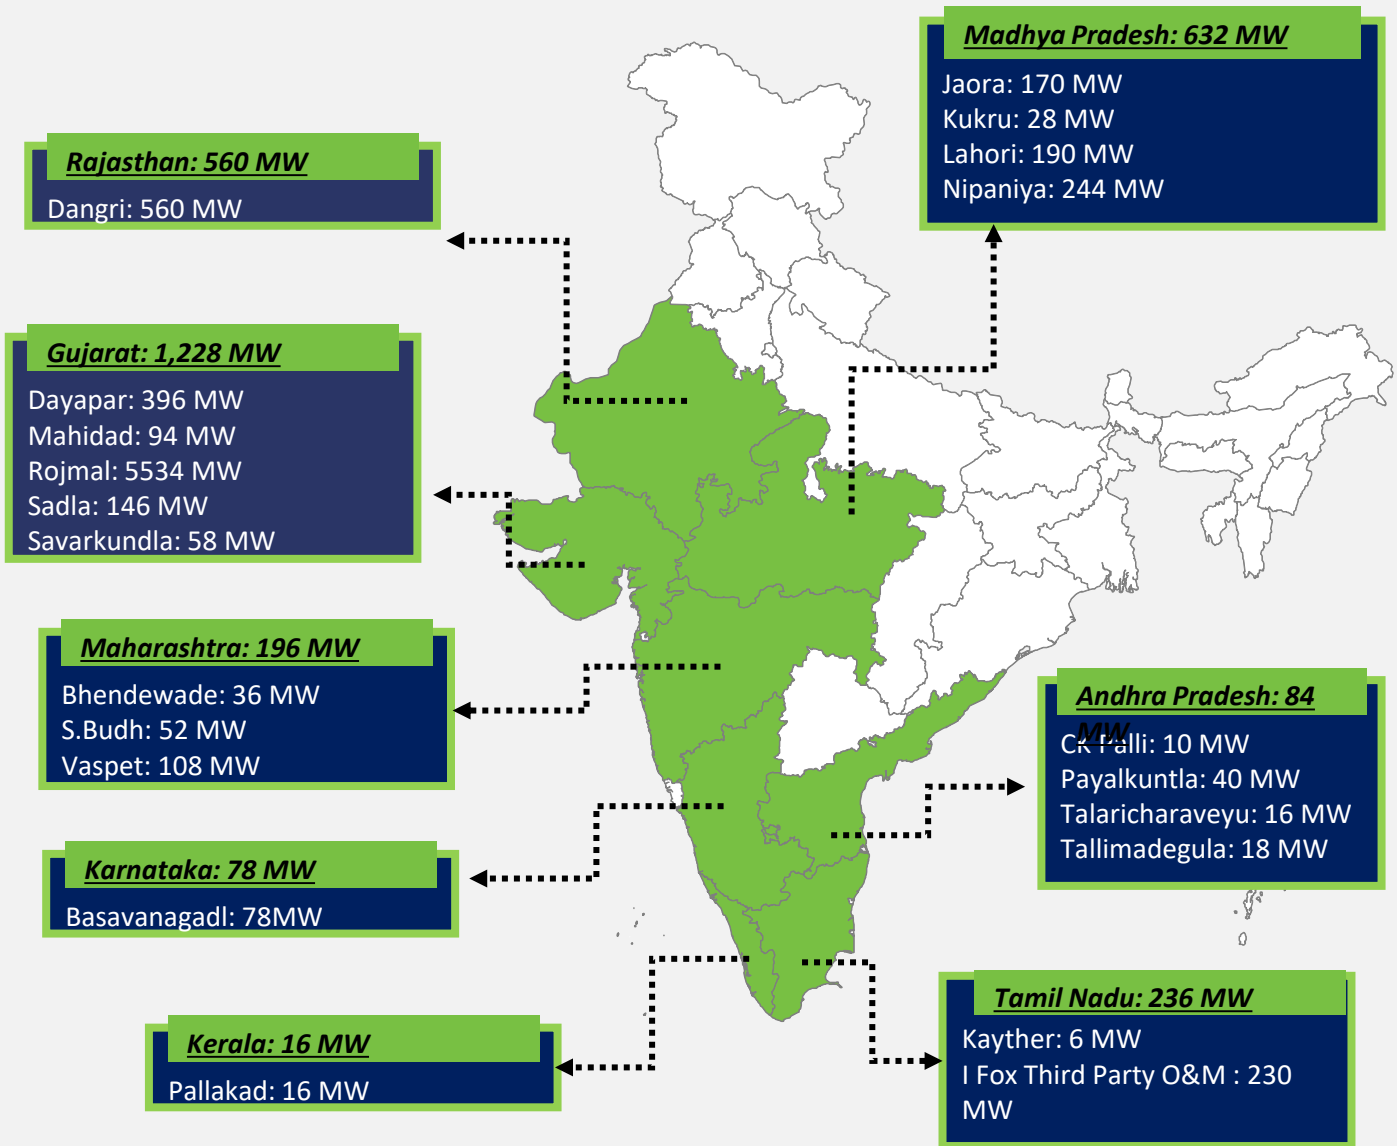 Madhya Pradesh: 632 MW
Jaora: 170 MW
Kukru: 28 MW
Lahori: 190 MW
Nipaniya: 244 MW
Rajasthan: 560 MW
Dangri: 560 MW
Gujarat: 1,228 MW
Dayapar: 396 MW
Mahidad: 94 MW
Rojmal: 5534 MW
Sadla: 146 MW
Savarkundla: 58 MW
Maharashtra: 196 MW
Bhendewade: 36 MW
S.Budh: 52 MW
Vaspet: 108 MW
Andhra Pradesh: 84
MW
CK Palli: 10 MW
Payalkuntla: 40 MW
Talaricharaveyu: 16 MW
Tallimadegula: 18 MW
Karnataka: 78 MW
Basavanagadl: 78MW
Tamil Nadu: 236 MW
Kayther: 6 MW
I Fox Third Party O&M : 230
MW
Kerala: 16 MW
Pallakad: 16 MW